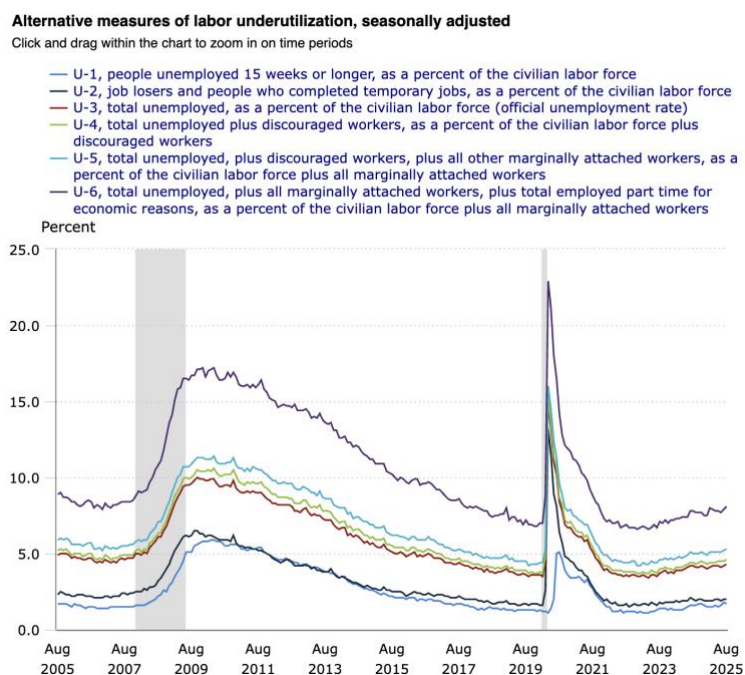 Alternative measures of labor underutilization, seasonally adjusted
Click and drag within the chart to zoom in on time periods
U-1, people unemployed 15 weeks or longer, as a percent of the civilian labor force
U-2, job losers and people who completed temporary jobs, as a percent of the civilian labor force
U-3, total unemployed, as a percent of the civilian labor force (official unemployment rate)
U-4, total unemployed plus discouraged workers, as a percent of the civilian labor force plus
discouraged workers
U-5, total unemployed, plus discouraged workers, plus all other marginally attached workers, as a
percent of the civilian labor force plus all marginally attached workers
U-6, total unemployed, plus all marginally attached workers, plus total employed part time for
economic reasons, as a percent of the civilian labor force plus all marginally attached workers
Percent
25.0
20.0
15.0
10.0
5.0
0.0
Aug Aug Aug Aug Aug Aug Aug Aug Aug Aug Aug
2005 2007 2009 2011 2013 2015 2017 2019 2021 2023 2025